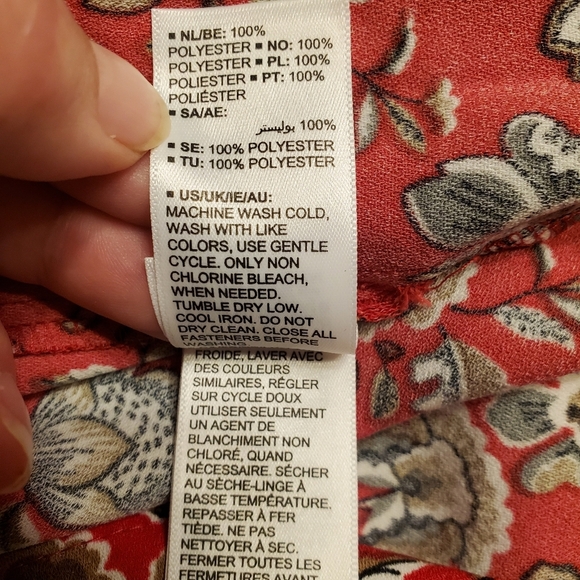 ▪ NL/BE: 100%
POLYESTER ▪ NO: 100%
POLYESTER ▪ PL: 100%
POLIESTER ▪ PT: 100%
POLIÉSTER
▪ SA/AE:
100% بوليستر
▪ SE: 100% POLYESTER
▪ TU: 100% POLYESTER
▪ US/UK/IE/AU:
MACHINE WASH COLD,
WASH WITH LIKE
COLORS, USE GENTLE
CYCLE. ONLY NON
CHLORINE BLEACH,
WHEN NEEDED.
TUMBLE DRY LOW.
COOL IRON. DO NOT
DRY CLEAN. CLOSE ALL
FASTENERS BEFORE
WASHING
FROIDE, LAVER AVEC
DES COULEURS
SIMILAIRES, RÉGLER
SUR CYCLE DOUX
UTILISER SEULEMENT
UN AGENT DE
BLANCHIMENT NON
CHLORÉ, QUAND
NÉCESSAIRE. SÉCHER
AU SÈCHE-LINGE À
BASSE TEMPÉRATURE.
REPASSER À FER
TIÈDE. NE PAS
NETTOYER À SEC.
FERMER TOUTES LES
FERMETURES AVANT